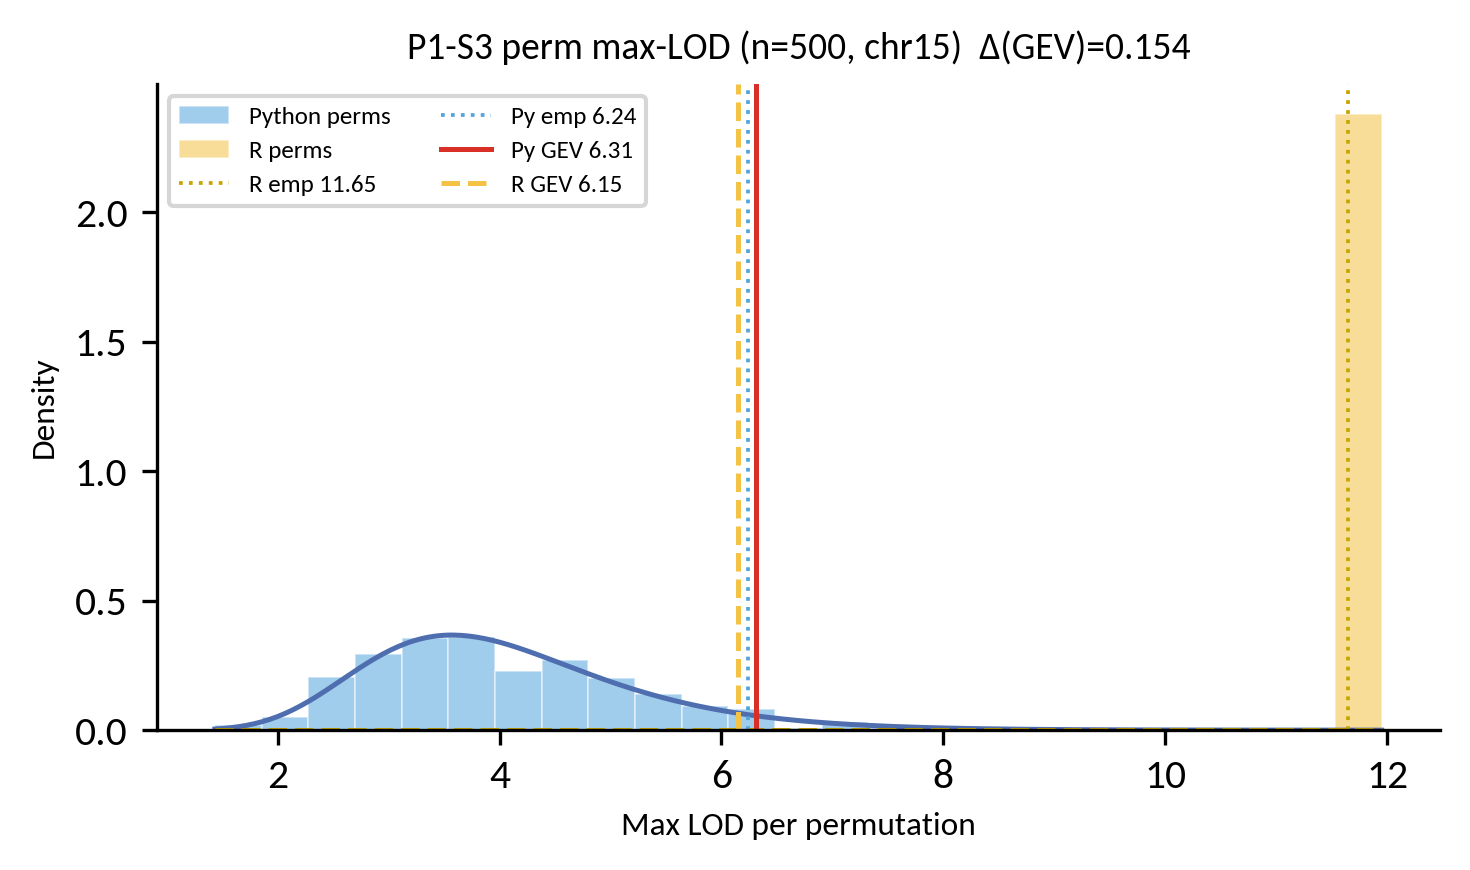 P1-S3 perm max-LOD (n=500, chr15)  Δ(GEV)=0.154
Python perms
R perms
R emp 11.65
Py emp 6.24
Py GEV 6.31
R GEV 6.15
Density
2.0
1.5
1.0
0.5
0.0
2 4 6 8 10 12
Max LOD per permutation